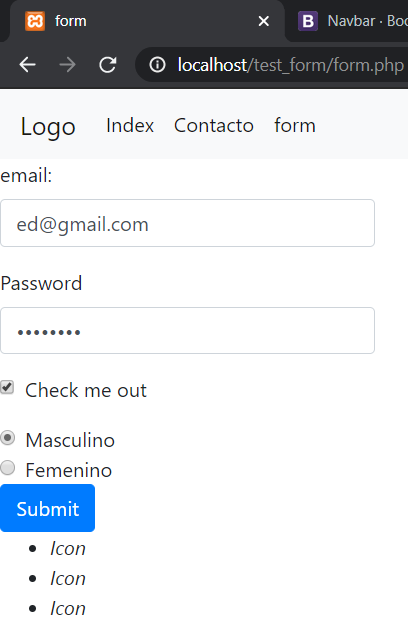 form
Navbar · Boo
localhost/test_form/form.php
Logo Index Contacto form
email:
ed@gmail.com
Password
••••••••
Check me out
Masculino
Femenino
Submit
Icon
Icon
Icon